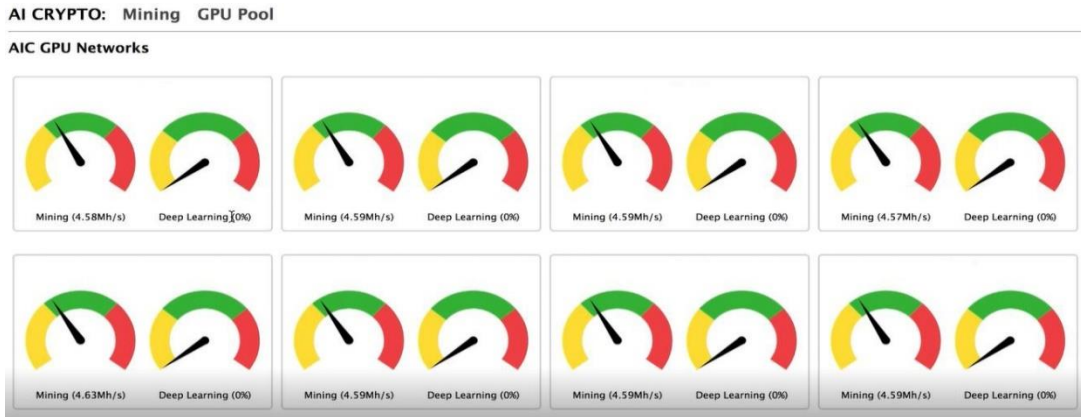 AI CRYPTO: Mining GPU Pool
AIC GPU Networks
Mining (4.58Mh/s) Deep Learning (0%) Mining (4.59Mh/s) Deep Learning (0%) Mining (4.59Mh/s) Deep Learning (0%) Mining (4.57Mh/s) Deep Learning (0%)
Mining (4.63Mh/s) Deep Learning (0%) Mining (4.59Mh/s) Deep Learning (0%) Mining (4.59Mh/s) Deep Learning (0%) Mining (4.59Mh/s) Deep Learning (0%)